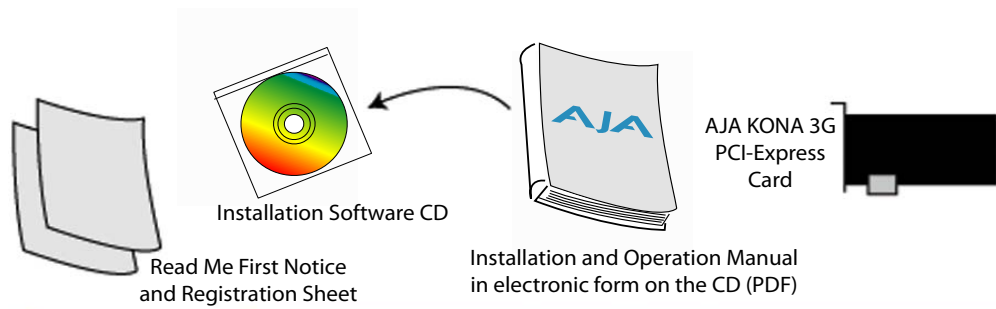 Installation Software CD
Read Me First Notice
and Registration Sheet
AJA
Installation and Operation Manual
in electronic form on the CD (PDF)
AJA KONA 3G
PCI-Express
Card